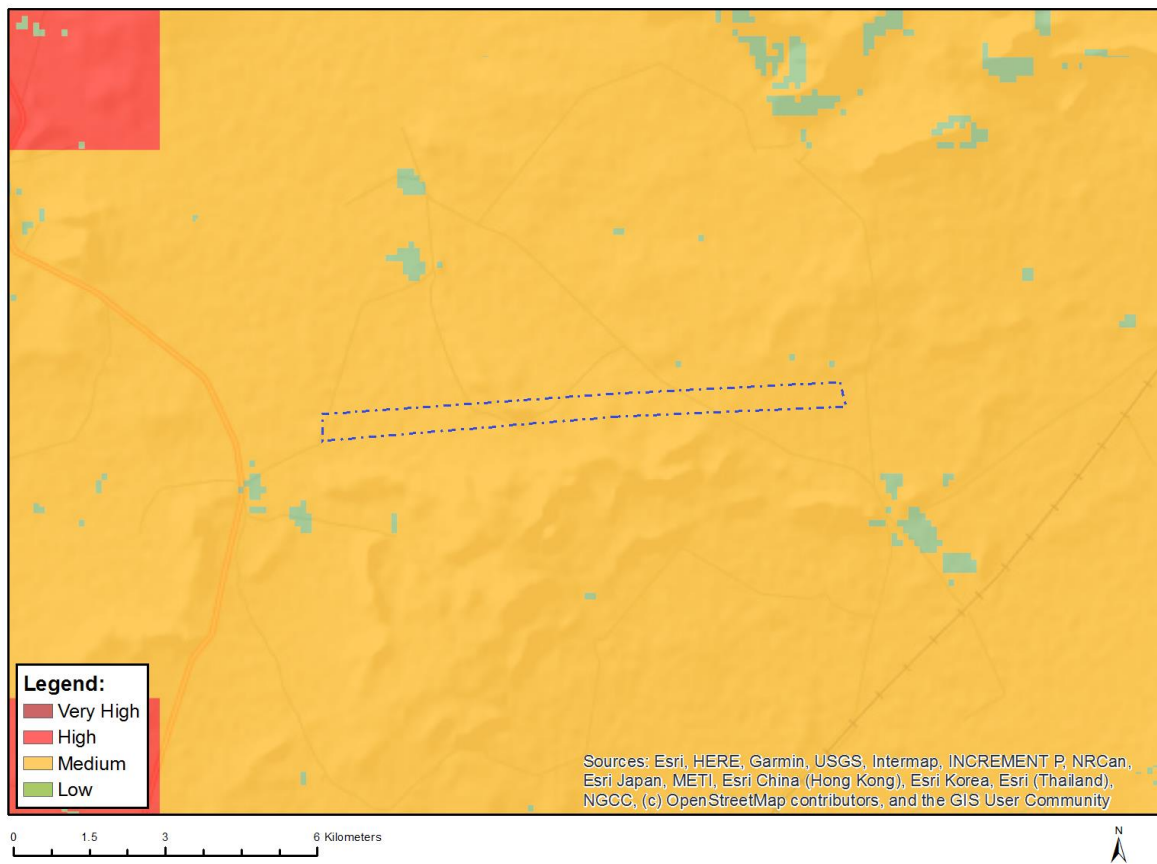 Legend:
Very High
High
Medium
Low
Sources: Esri, HERE, Garmin, USGS, Intermap, INCREMENT P, NRCan,
Esri Japan, METI, Esri China (Hong Kong), Esri Korea, Esri (Thailand),
NGCC, (c) OpenStreetMap contributors, and the GIS User Community
0 1.5 3 6 Kilometers
N